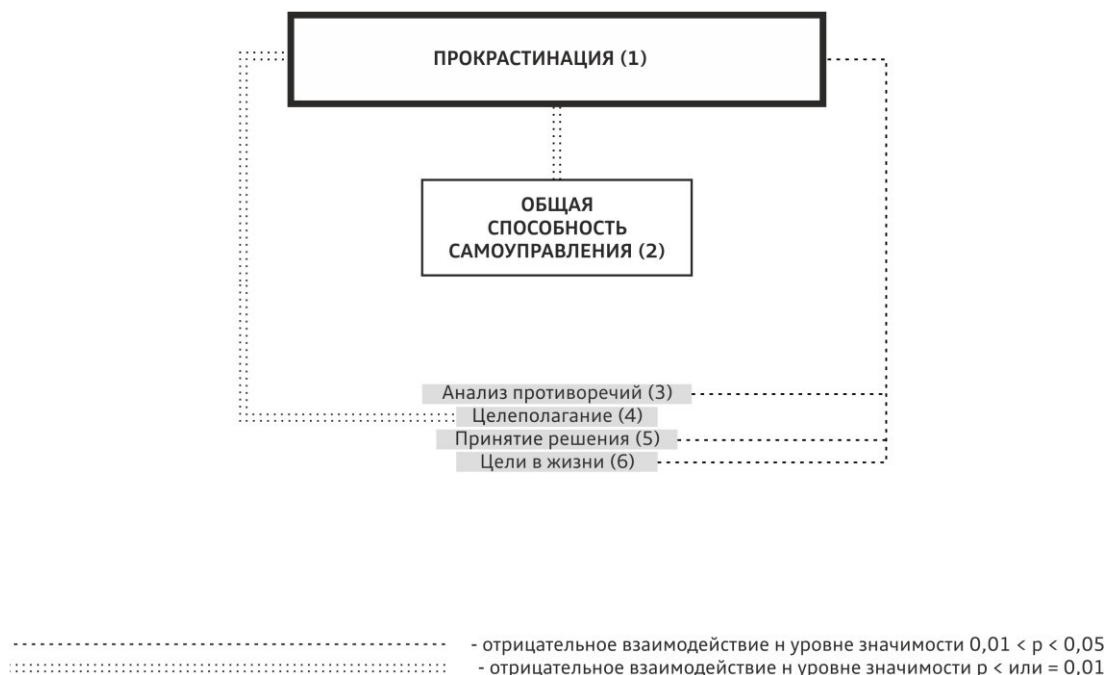 ПРОКРАСТИНАЦИЯ (1)
ОБЩАЯ
СПОСОБНОСТЬ
САМОУПРАВЛЕНИЯ (2)
Анализ противоречий (3)
Целеполагание (4)
Принятие решения (5)
Цели в жизни (6)
- отрицательное взаимодействие н уровне значимости 0,01 < p < 0,05
- отрицательное взаимодействие н уровне значимости p < или = 0,01